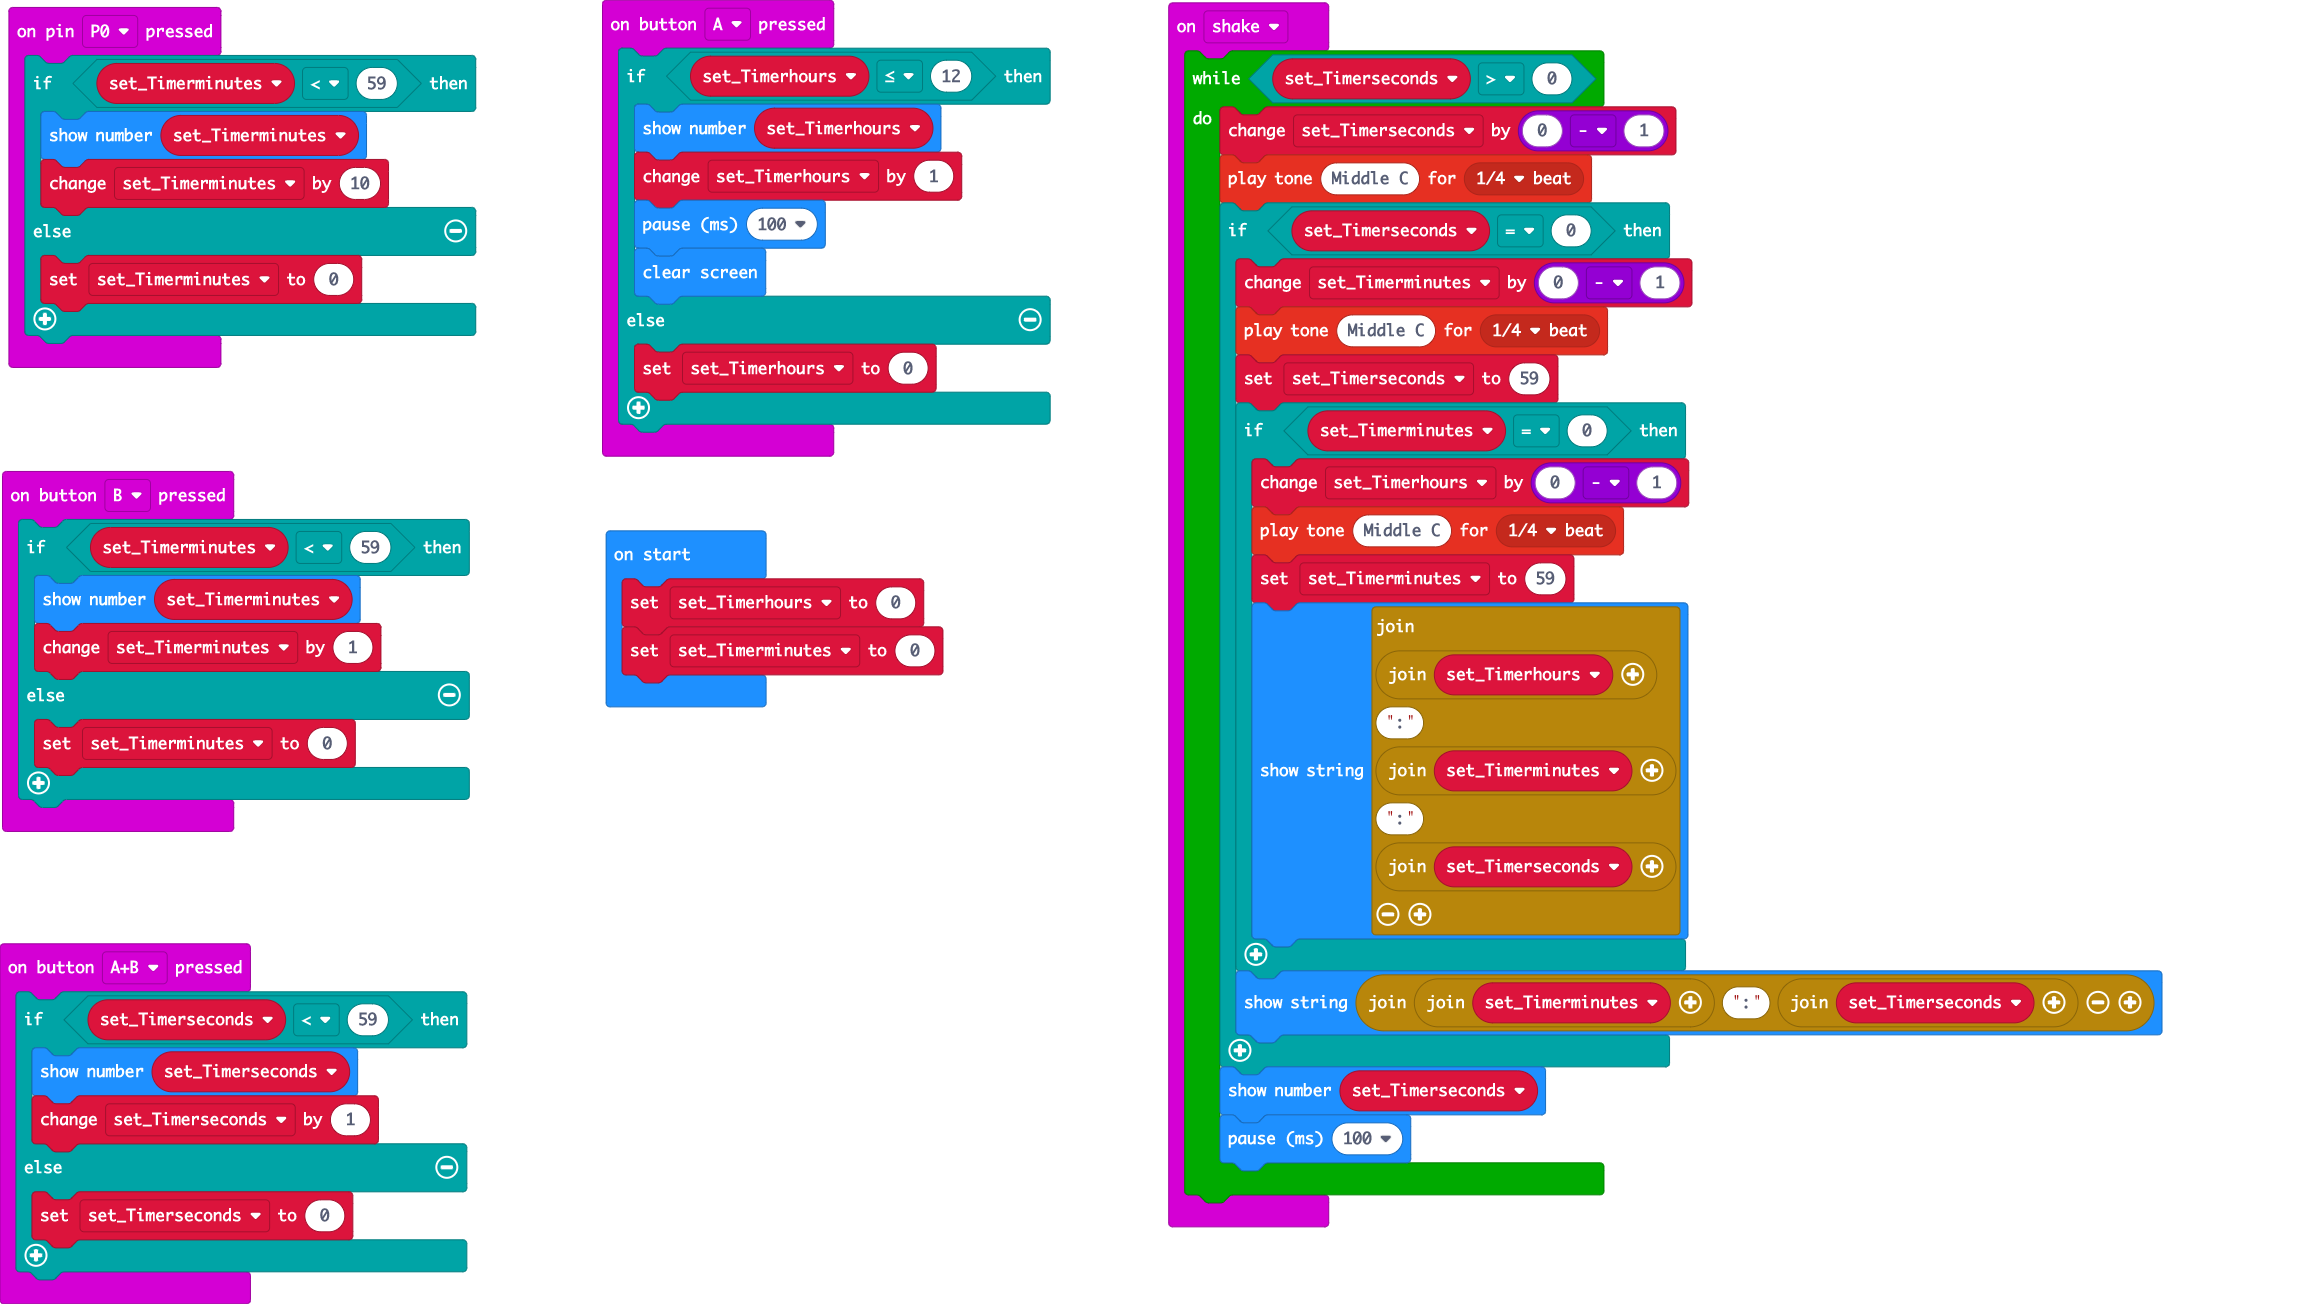 on pin P0 pressed
if set_Timerminutes < 59 then
show number set_Timerminutes
change set_Timerminutes by 10
else
set set_Timerminutes to 0
on button B pressed
if set_Timerminutes < 59 then
show number set_Timerminutes
change set_Timerminutes by 1
else
set set_Timerminutes to 0
on button A+B pressed
if set_Timerseconds < 59 then
show number set_Timerseconds
change set_Timerseconds by 1
else
set set_Timerseconds to 0
on button A pressed
if set_Timerhours ≤ 12 then
show number set_Timerhours
change set_Timerhours by 1
pause (ms) 100
clear screen
else
set set_Timerhours to 0
on start
set set_Timerhours to 0
set set_Timerminutes to 0
on shake
while set_Timerseconds > 0
do
change set_Timerseconds by 0 - 1
play tone Middle C for 1/4 beat
if set_Timerseconds = 0 then
change set_Timerminutes by 0 - 1
play tone Middle C for 1/4 beat
set set_Timerseconds to 59
if set_Timerminutes = 0 then
change set_Timerhours by 0 - 1
play tone Middle C for 1/4 beat
set set_Timerminutes to 59
join
join set_Timerhours
":"
show string join set_Timerminutes
":"
join set_Timerseconds
show string join join set_Timerminutes ":" join set_Timerseconds
show number set_Timerseconds
pause (ms) 100